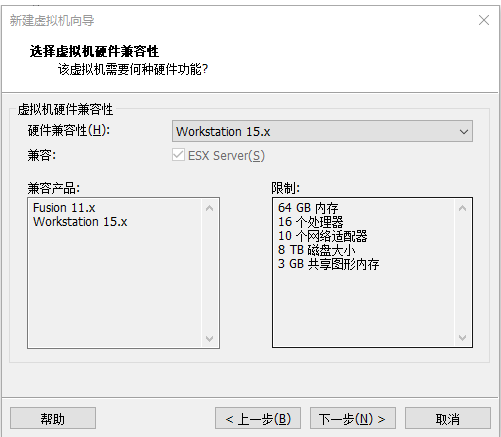 新建虚拟机向导
选择虚拟机硬件兼容性
该虚拟机需要何种硬件功能?
虚拟机硬件兼容性
硬件兼容性(H): Workstation 15.x
兼容: ESX Server(S)
兼容产品:
Fusion 11.x
Workstation 15.x
限制:
64 GB 内存
16 个处理器
10 个网络适配器
8 TB 磁盘大小
3 GB 共享图形内存
帮助 < 上一步(B) 下一步(N) > 取消